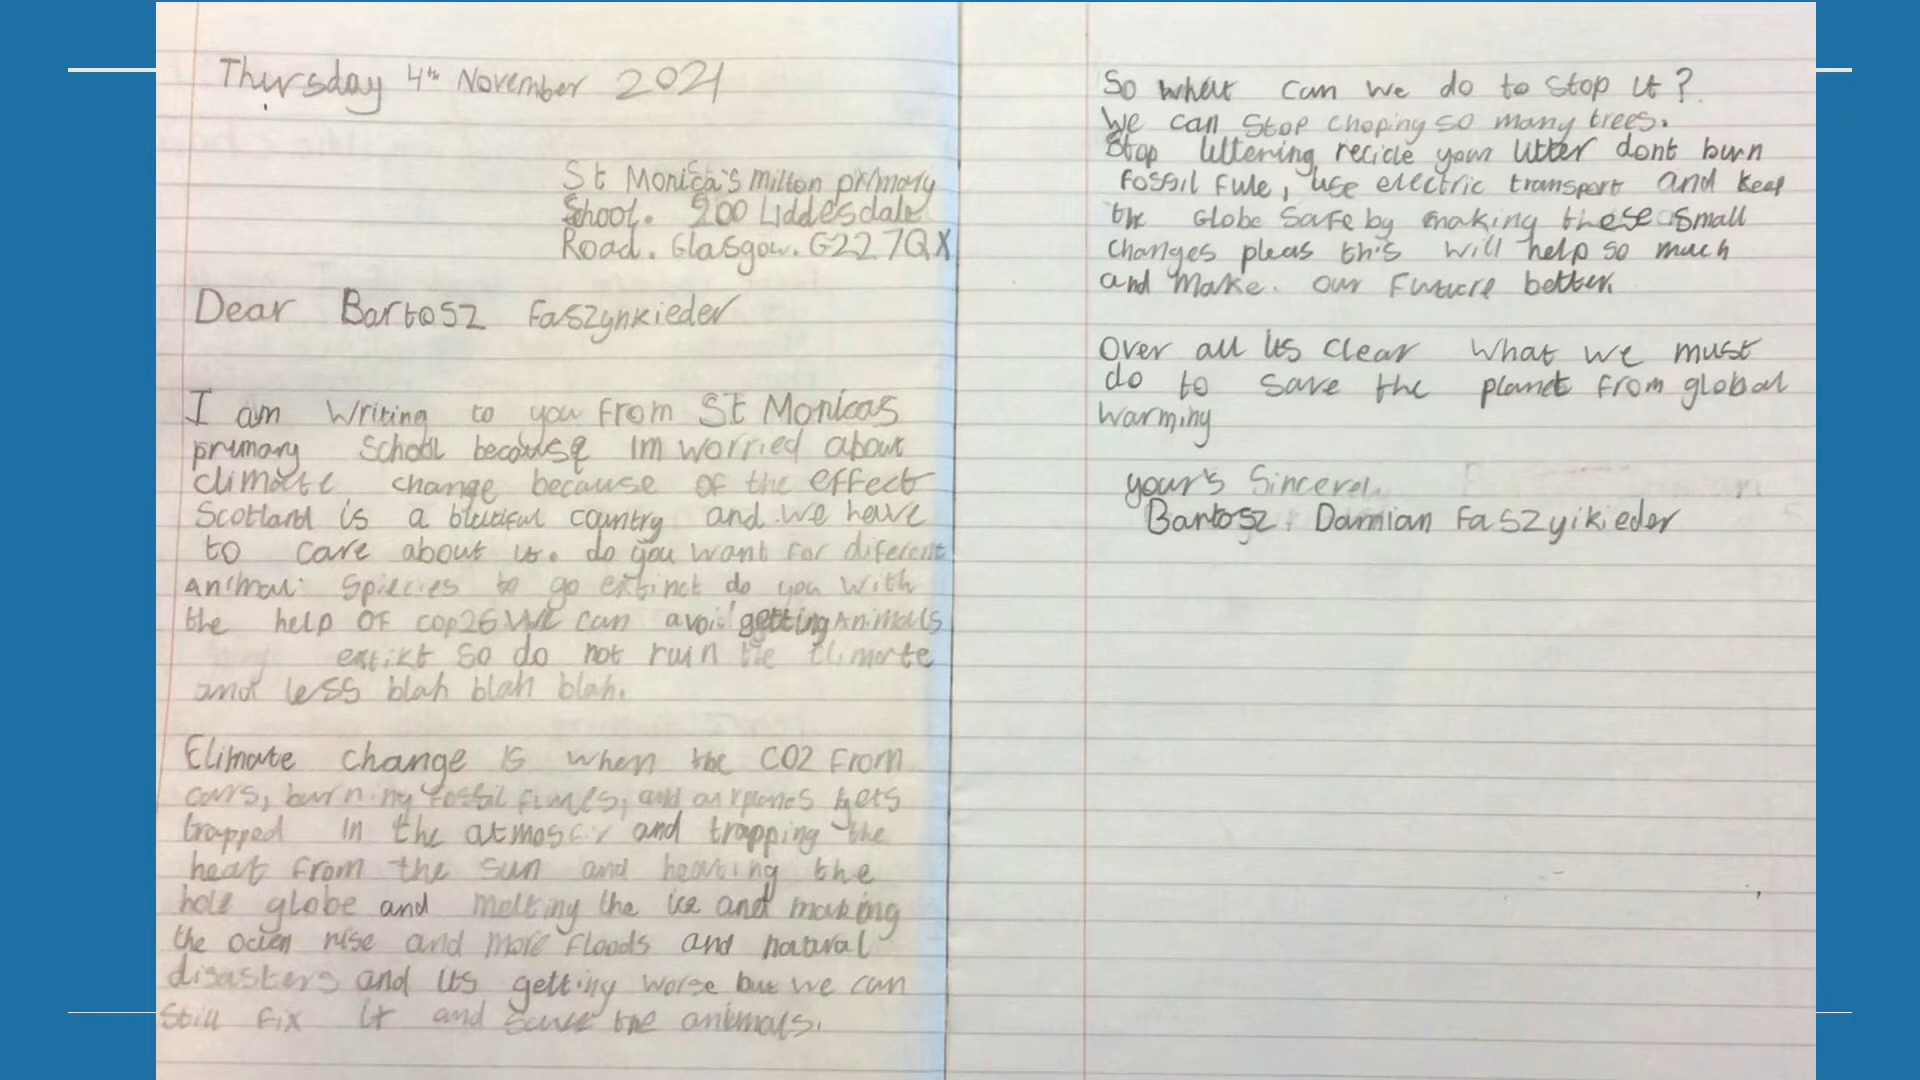 Thursday 4th November 2021
St Monica's milton primary
School. 200 Liddesdale
Road. Glasgow. G22 7QX
Dear Bartosz Faszynkieder
I am writing to you from St Monicas
primary School because Im worried about
climate change because of the effect
Scotland is a country and we have
to care about it. do you want for diferent
Animal Spiecies to go extinct do you with
the help of cop26 We can avoid getting Animals
extikt so do not ruin the climate
and less blah blah blah.
Climate change is when the CO2 from
cars, burning fossil and airplanes gets
trapped in the and trapping the
heat from the sun and heating the
hole globe and melting the ice and making
the ocien rise and more floods and natural
disasters and its getting worse but we can
still fix it and save the animals.
So what can we do to stop it?
We can stop choping so many trees.
Stop littering, recicle your litter dont burn
fossil fule, use electric transport and keep
the Globe safe by making these small
changes pleas this will help so much
and make. our Future better.
Over all its clear what we must
do to save the planet from global
warming
your's Sincerely
Bartosz. Damian Faszyikieder